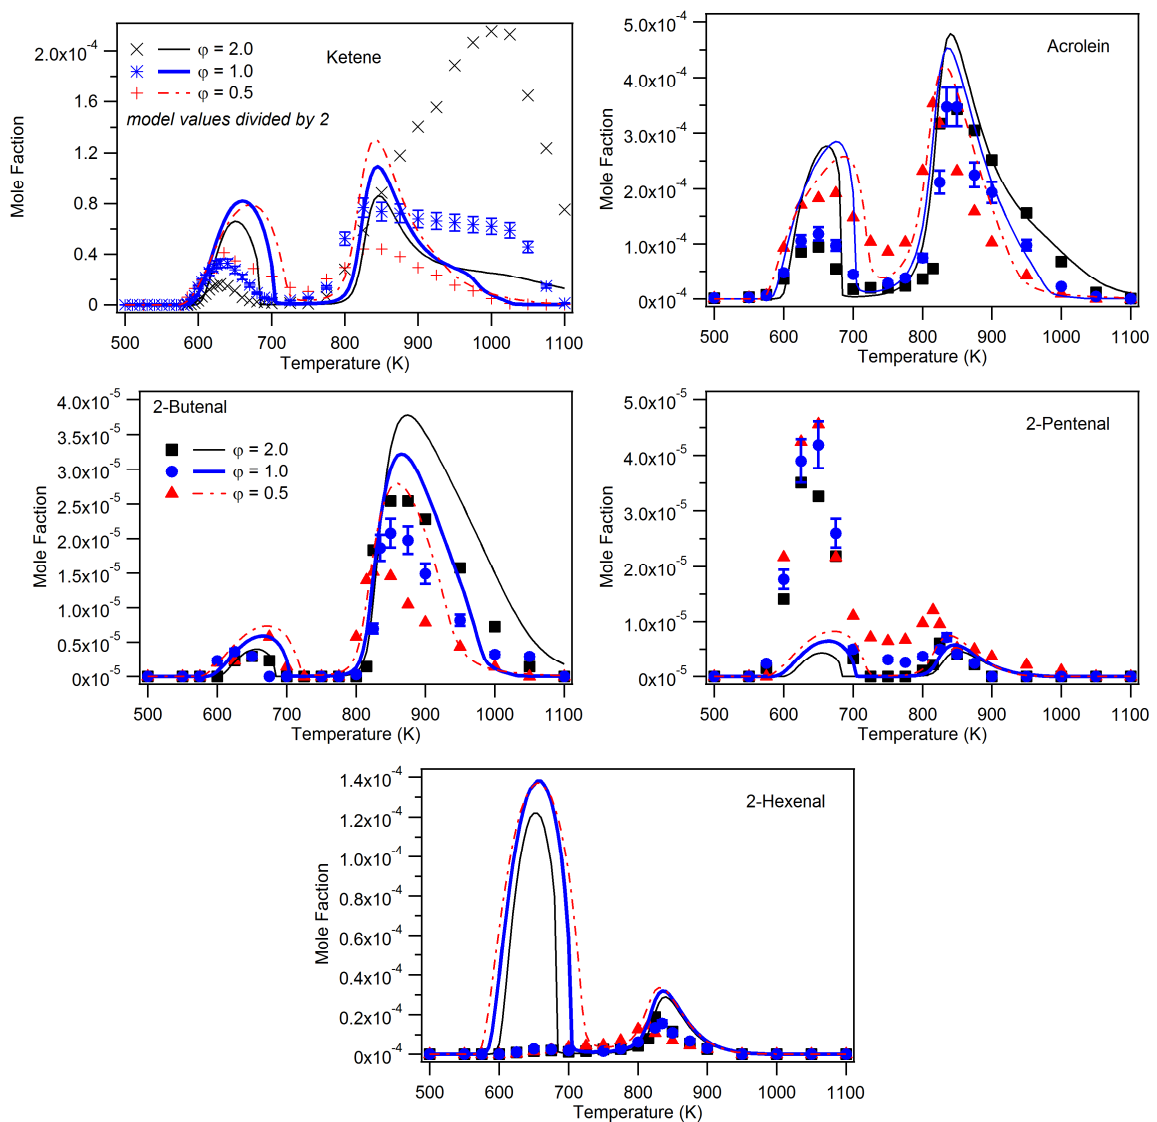 Ketene
φ = 2.0
φ = 1.0
φ = 0.5
model values divided by 2
2.0x10-4
1.6
1.2
0.8
0.4
0
500 600 700 800 900 1000 1100
Temperature (K)
Mole Faction
Acrolein
5.0x10-4
4.0x10-4
3.0x10-4
2.0x10-4
1.0x10-4
0.0x10-4
500 600 700 800 900 1000 1100
Temperature (K)
Mole Faction
2-Butenal
φ = 2.0
φ = 1.0
φ = 0.5
4.0x10-5
3.5x10-5
3.0x10-5
2.5x10-5
2.0x10-5
1.5x10-5
1.0x10-5
0.5x10-5
0x10-5
500 600 700 800 900 1000 1100
Temperature (K)
Mole Faction
2-Pentenal
5.0x10-5
4.0x10-5
3.0x10-5
2.0x10-5
1.0x10-5
0x10-5
500 600 700 800 900 1000 1100
Temperature (K)
Mole Faction
2-Hexenal
1.4x10-4
1.2x10-4
1.0x10-4
0.8x10-4
0.6x10-4
0.4x10-4
0.2x10-4
0x10-4
500 600 700 800 900 1000 1100
Temperature (K)
Mole Faction